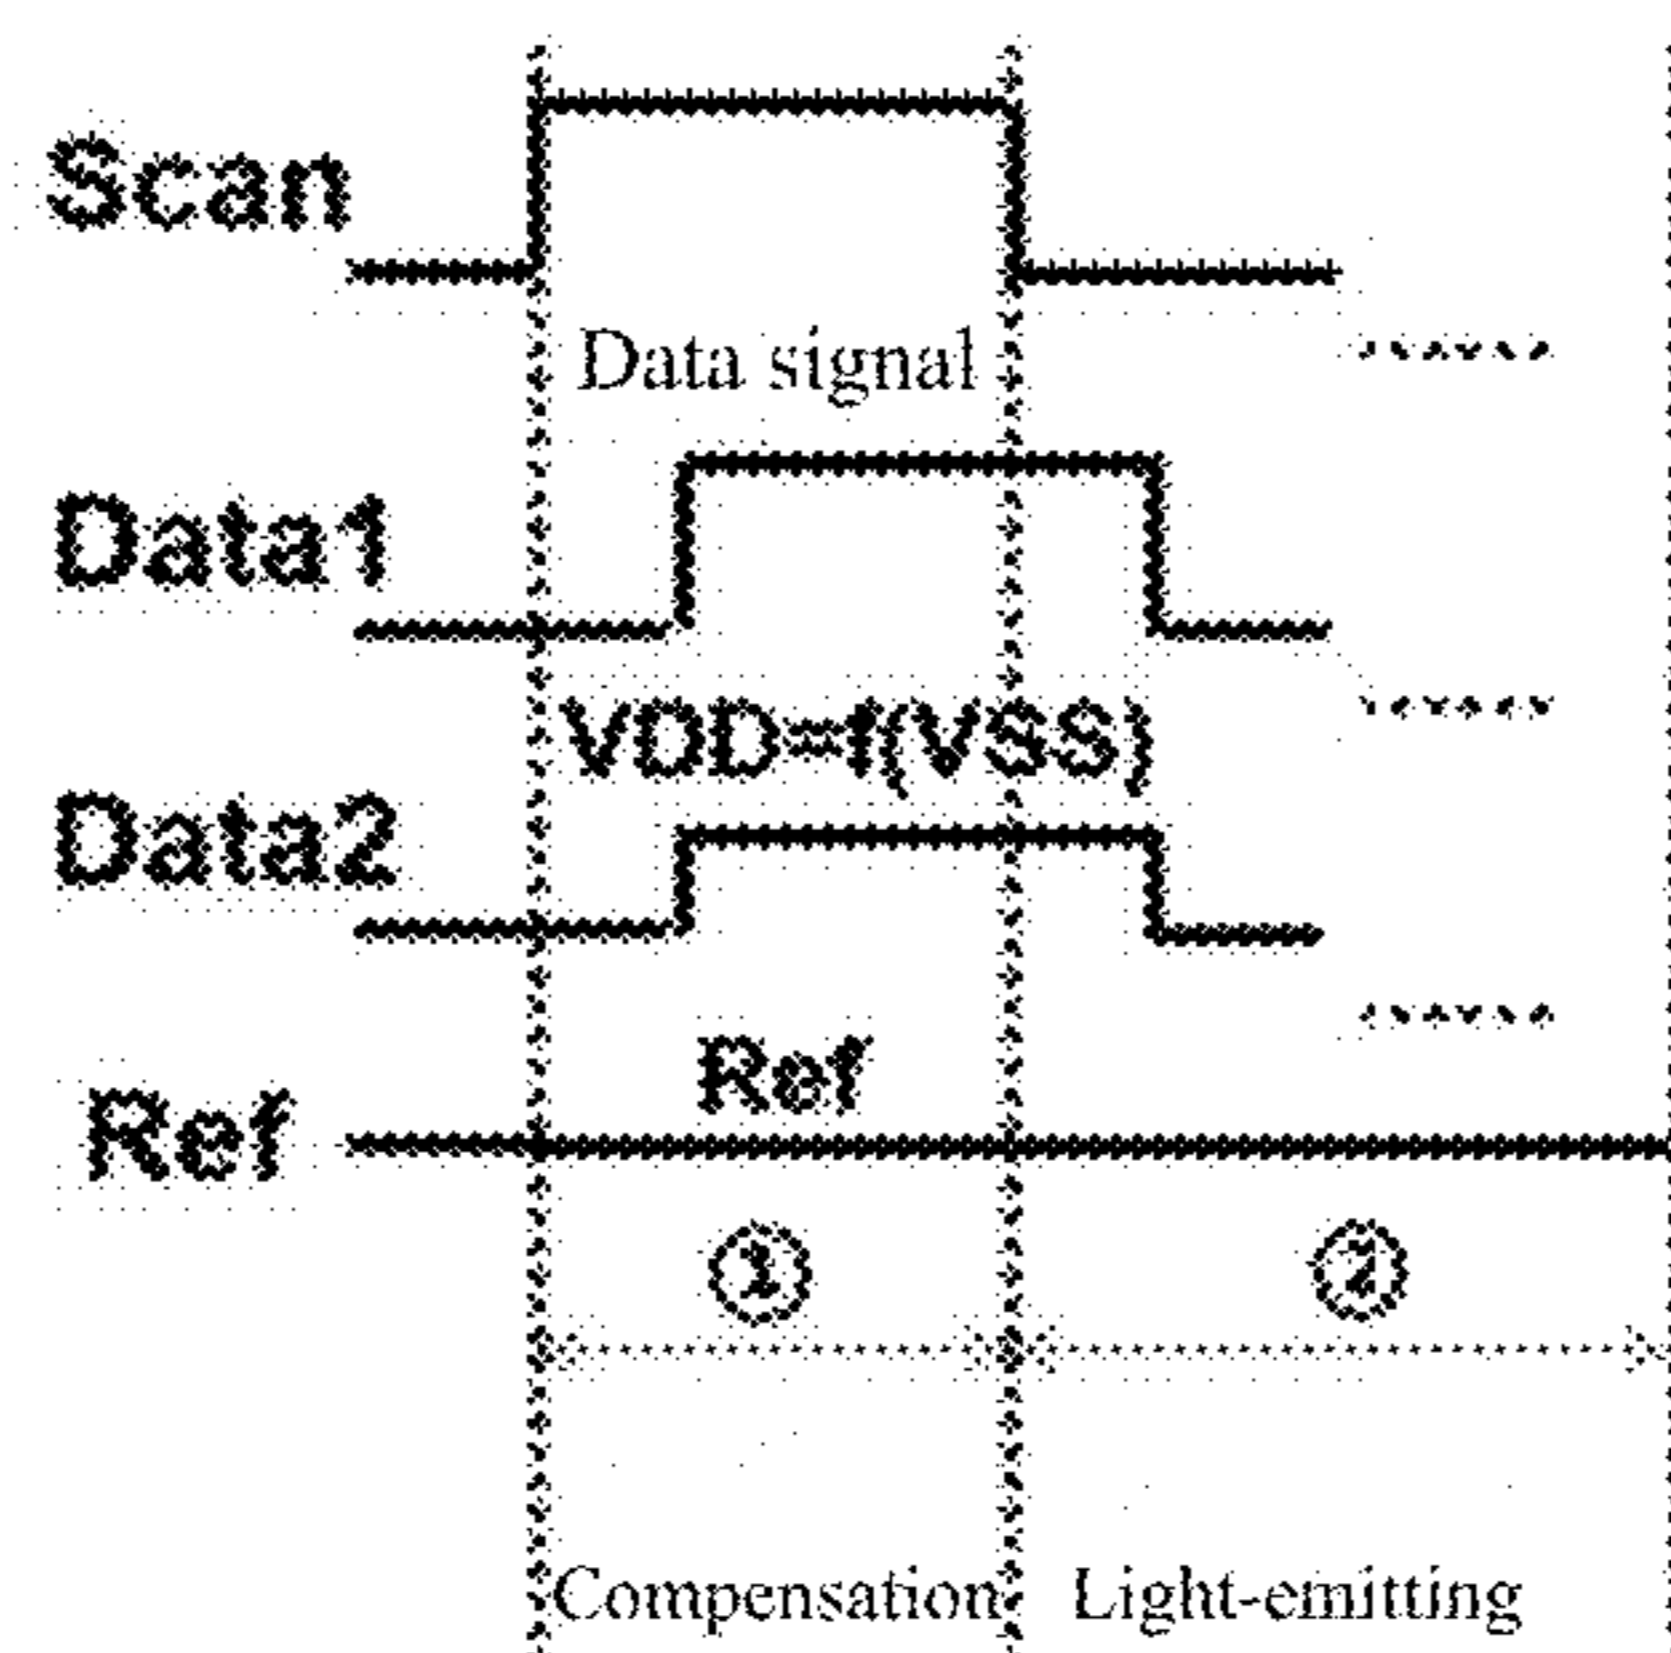 Scan
Data signal
Data1
VDD=f(VSS)
Data2
Ref
Ref
① ②
Compensation Light-emitting